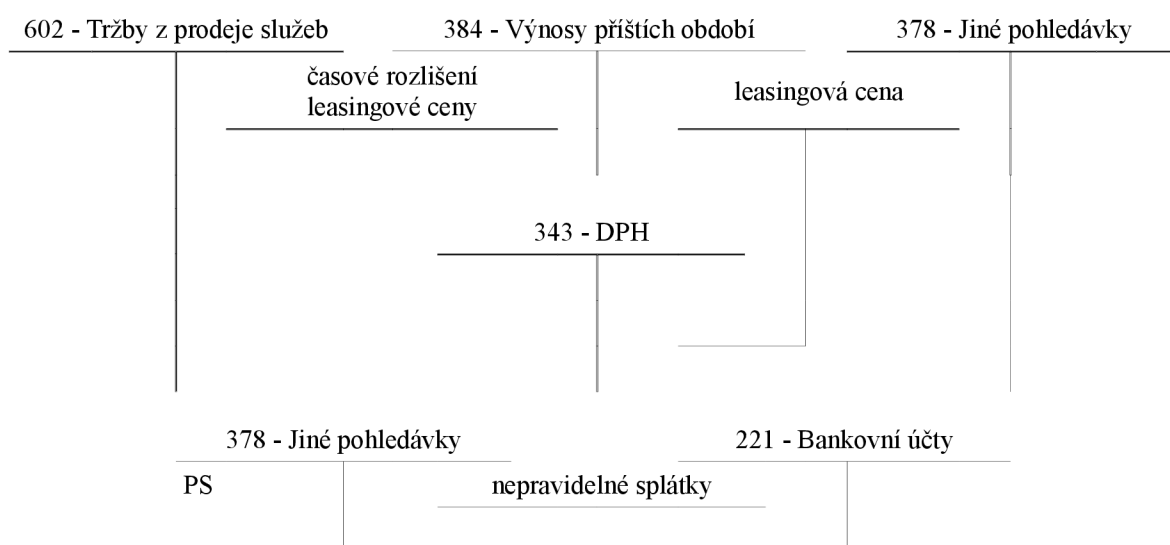 602 - Tržby z prodeje služeb
384 - Výnosy příštích období
378 - Jiné pohledávky
časové rozlišení
leasingové ceny
leasingová cena
343 - DPH
378 - Jiné pohledávky
221 - Bankovní účty
PS
nepravidelné splátky